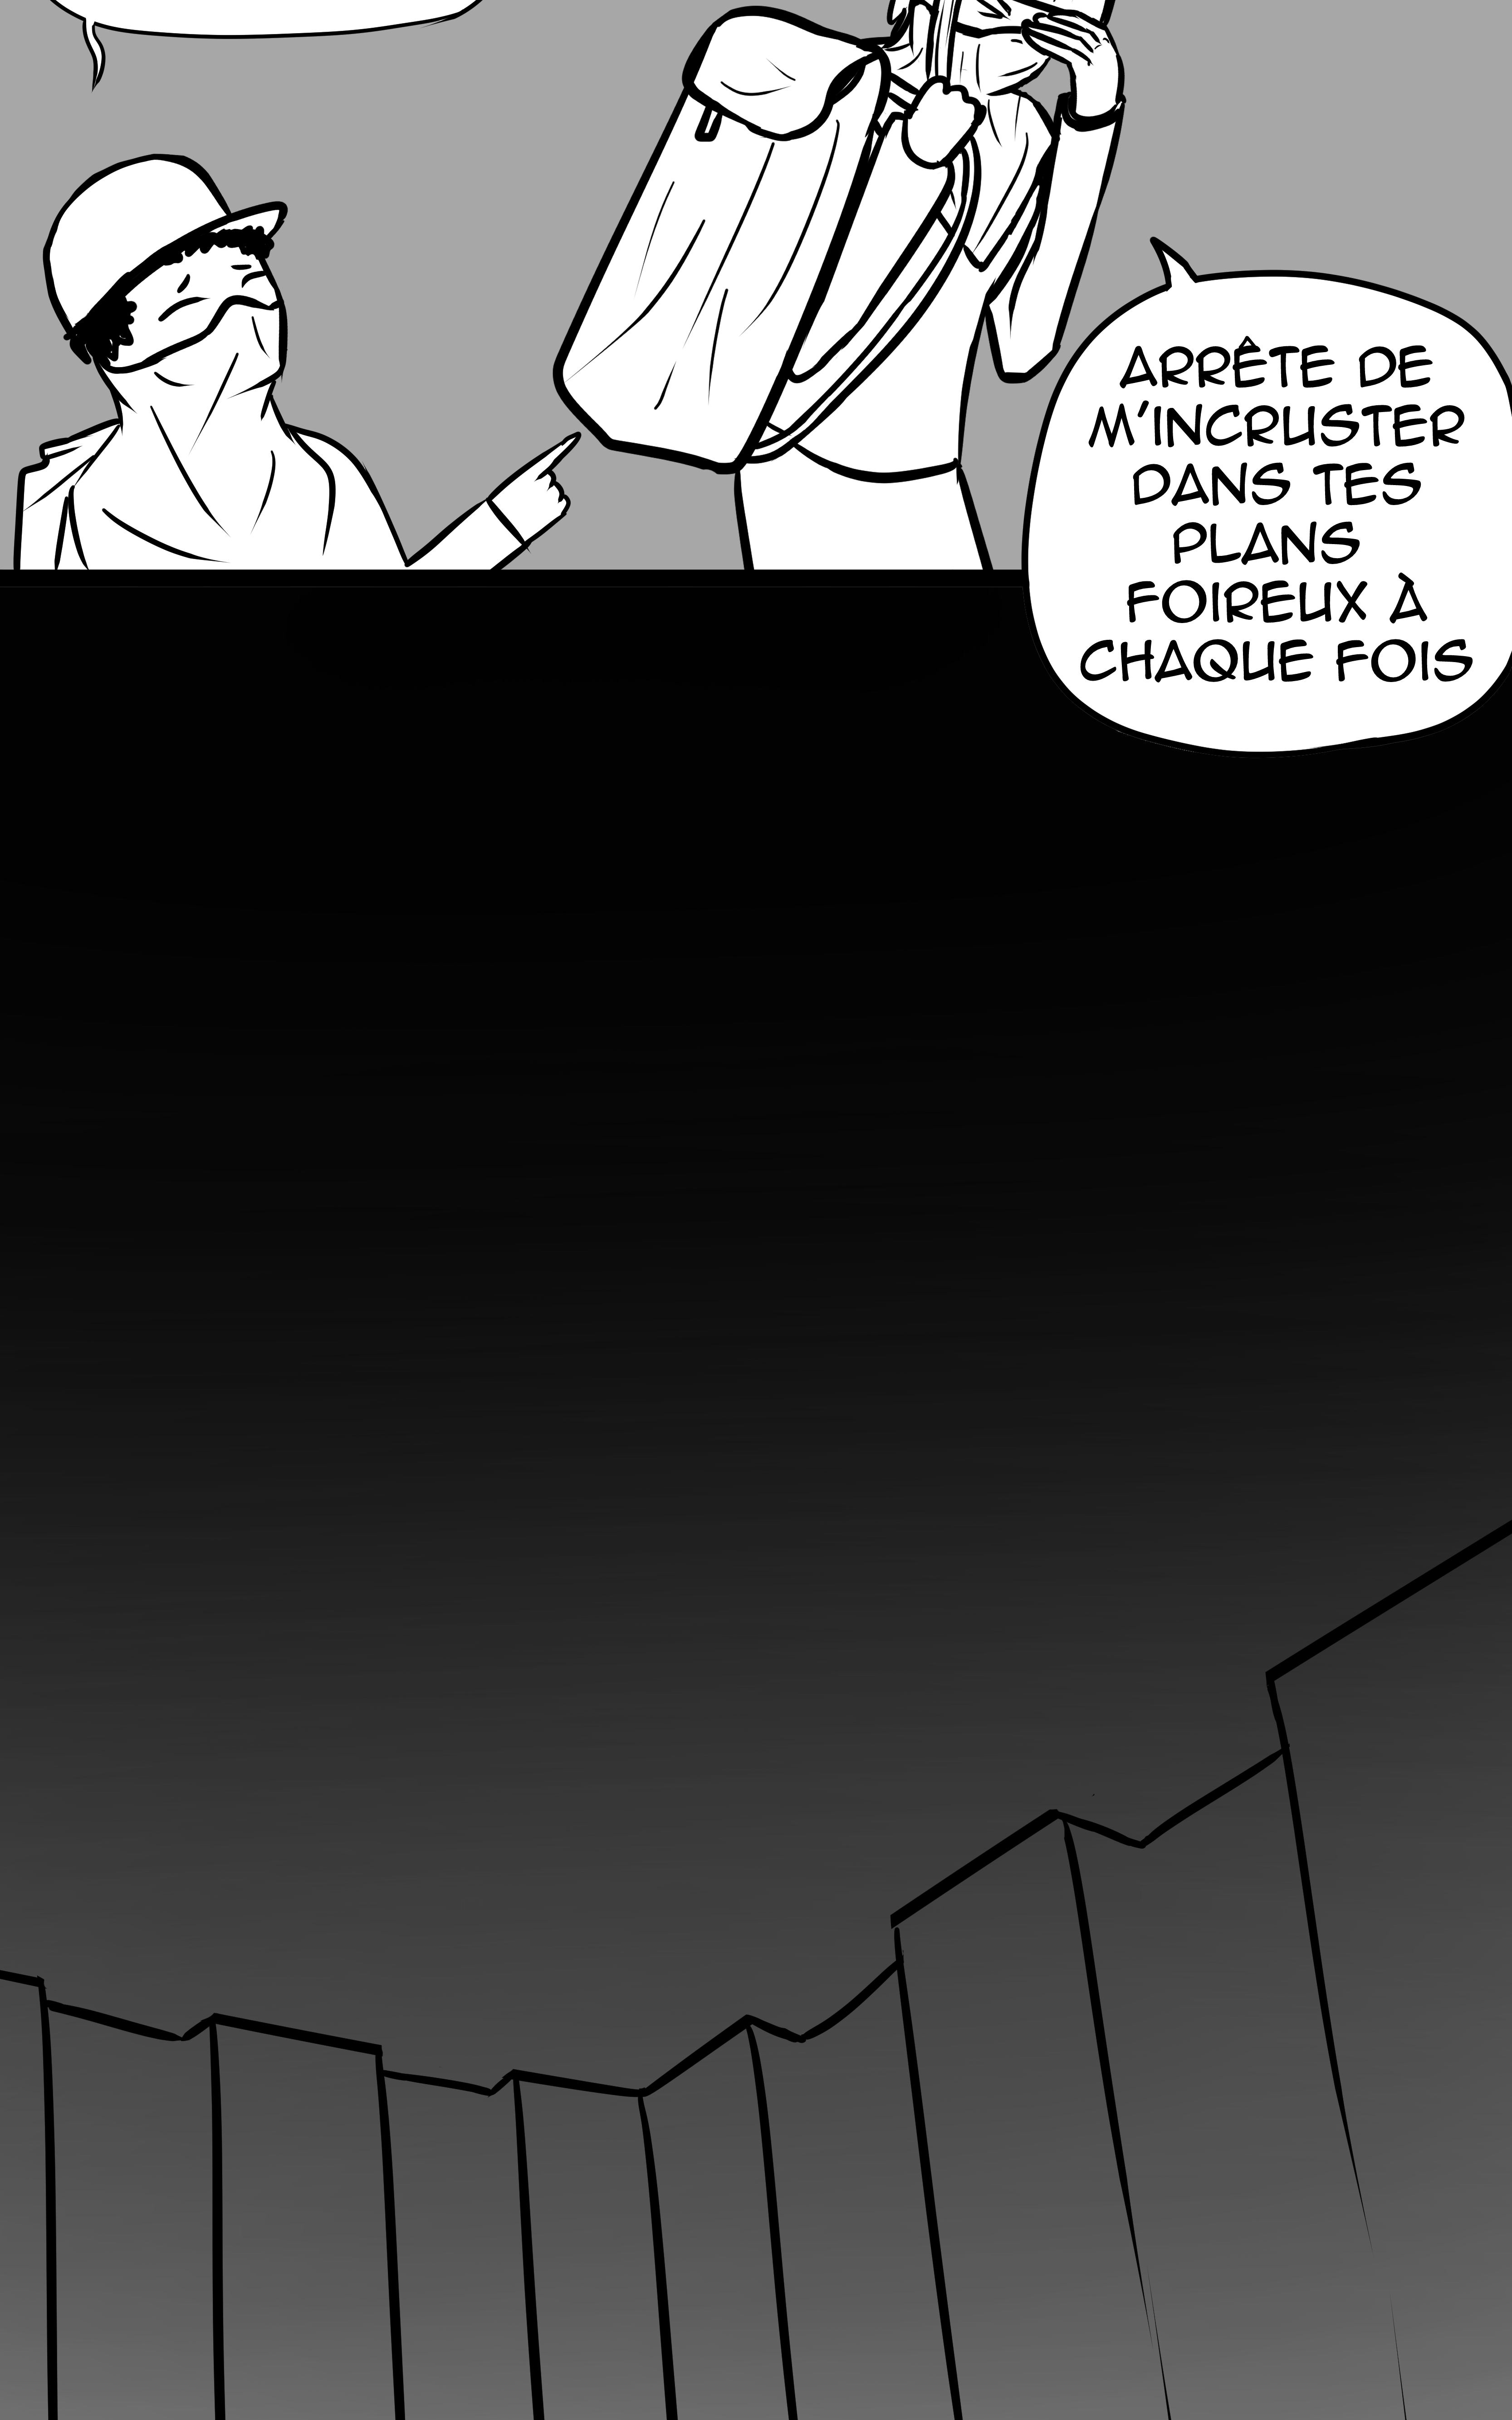 ARRÊTE DE
M'INCRUSTER
DANS TES
PLANS
FOIREUX À
CHAQUE FOIS